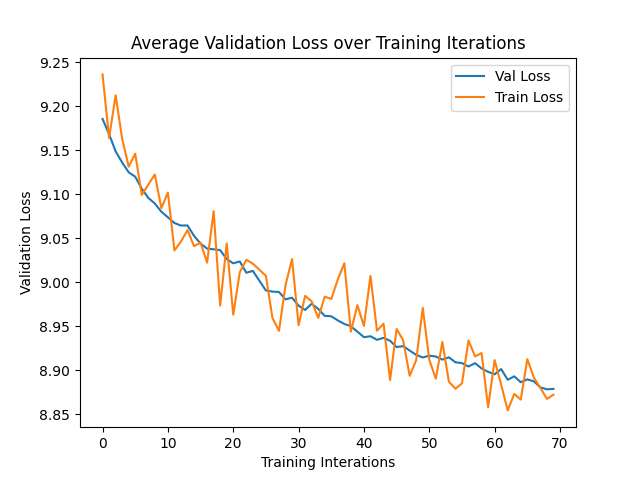 Average Validation Loss over Training Iterations
Val Loss
Train Loss
Validation Loss
9.25
9.20
9.15
9.10
9.05
9.00
8.95
8.90
8.85
0 10 20 30 40 50 60 70
Training Interations